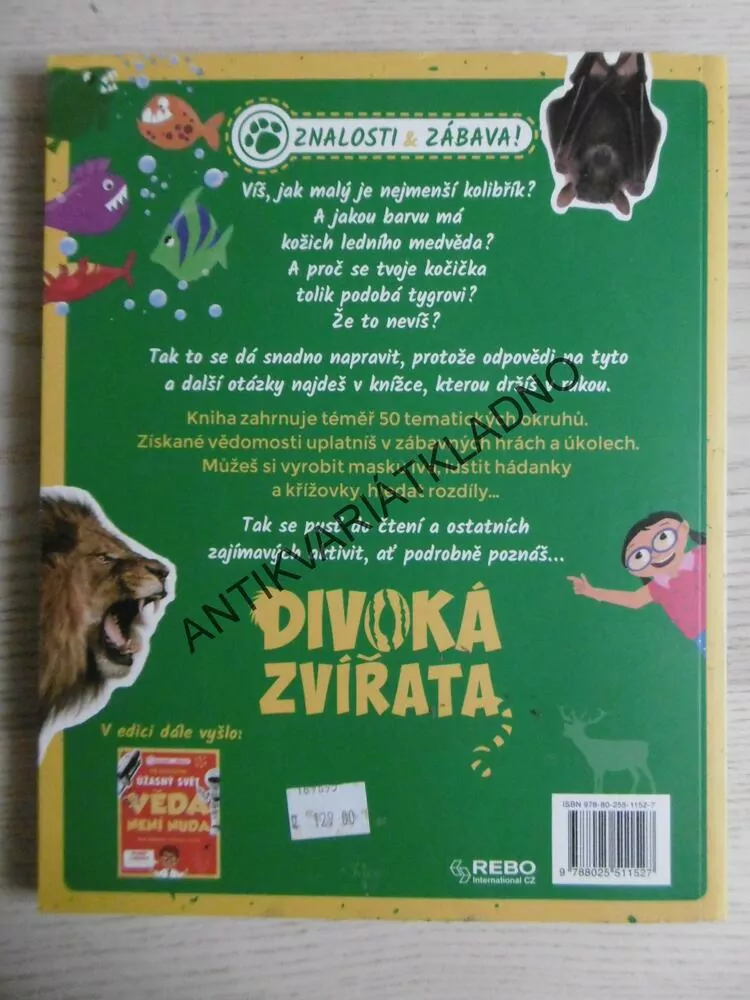 ZNALOSTI & ZÁBAVA!
Víš, jak malý je nejmenší kolibřík?
A jakou barvu má
kožich ledního medvěda?
A proč se tvoje kočička
tolik podobá tygrovi?
Že to nevíš?
Tak to se dá snadno napravit, protože odpovědi na tyto
a další otázky najdeš v knížce, kterou držíš v rukou.
Kniha zahrnuje téměř 50 tematických okruhů.
Získané vědomosti uplatníš v zábavných hrách a úkolech.
Můžeš si vyrobit masku lva, luštit hádanky
a křížovky, hledat rozdíly...
Tak se pusť do čtení a ostatních
zajímavých aktivit, ať podrobně poznáš...
ANTIKVARIÁTKLADNO
DIVOKÁ
ZVÍŘATA
V edici dále vyšlo:
ÚŽASNÝ SVĚT
VĚDA
NENÍ NUDA
120 00
REBO
International CZ
ISBN 978-80-255-1152-7
9 788025 511527